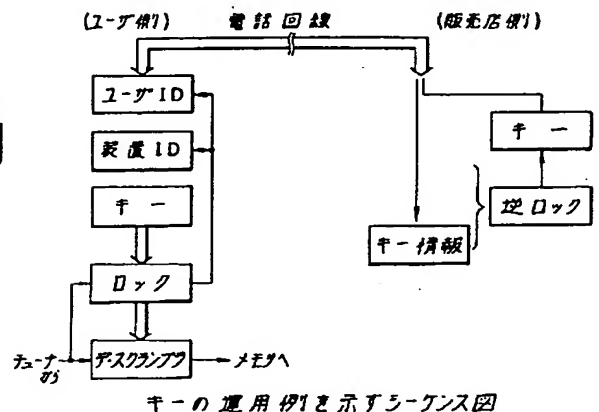 (ユーザ側) 電話回線 (販売店側)
ユーザID
装置ID
キー
キー
逆ロック
キー情報
ロック
チューナから
ディスクランブラ
メモリへ
キーの運用例を示すシーケンス図